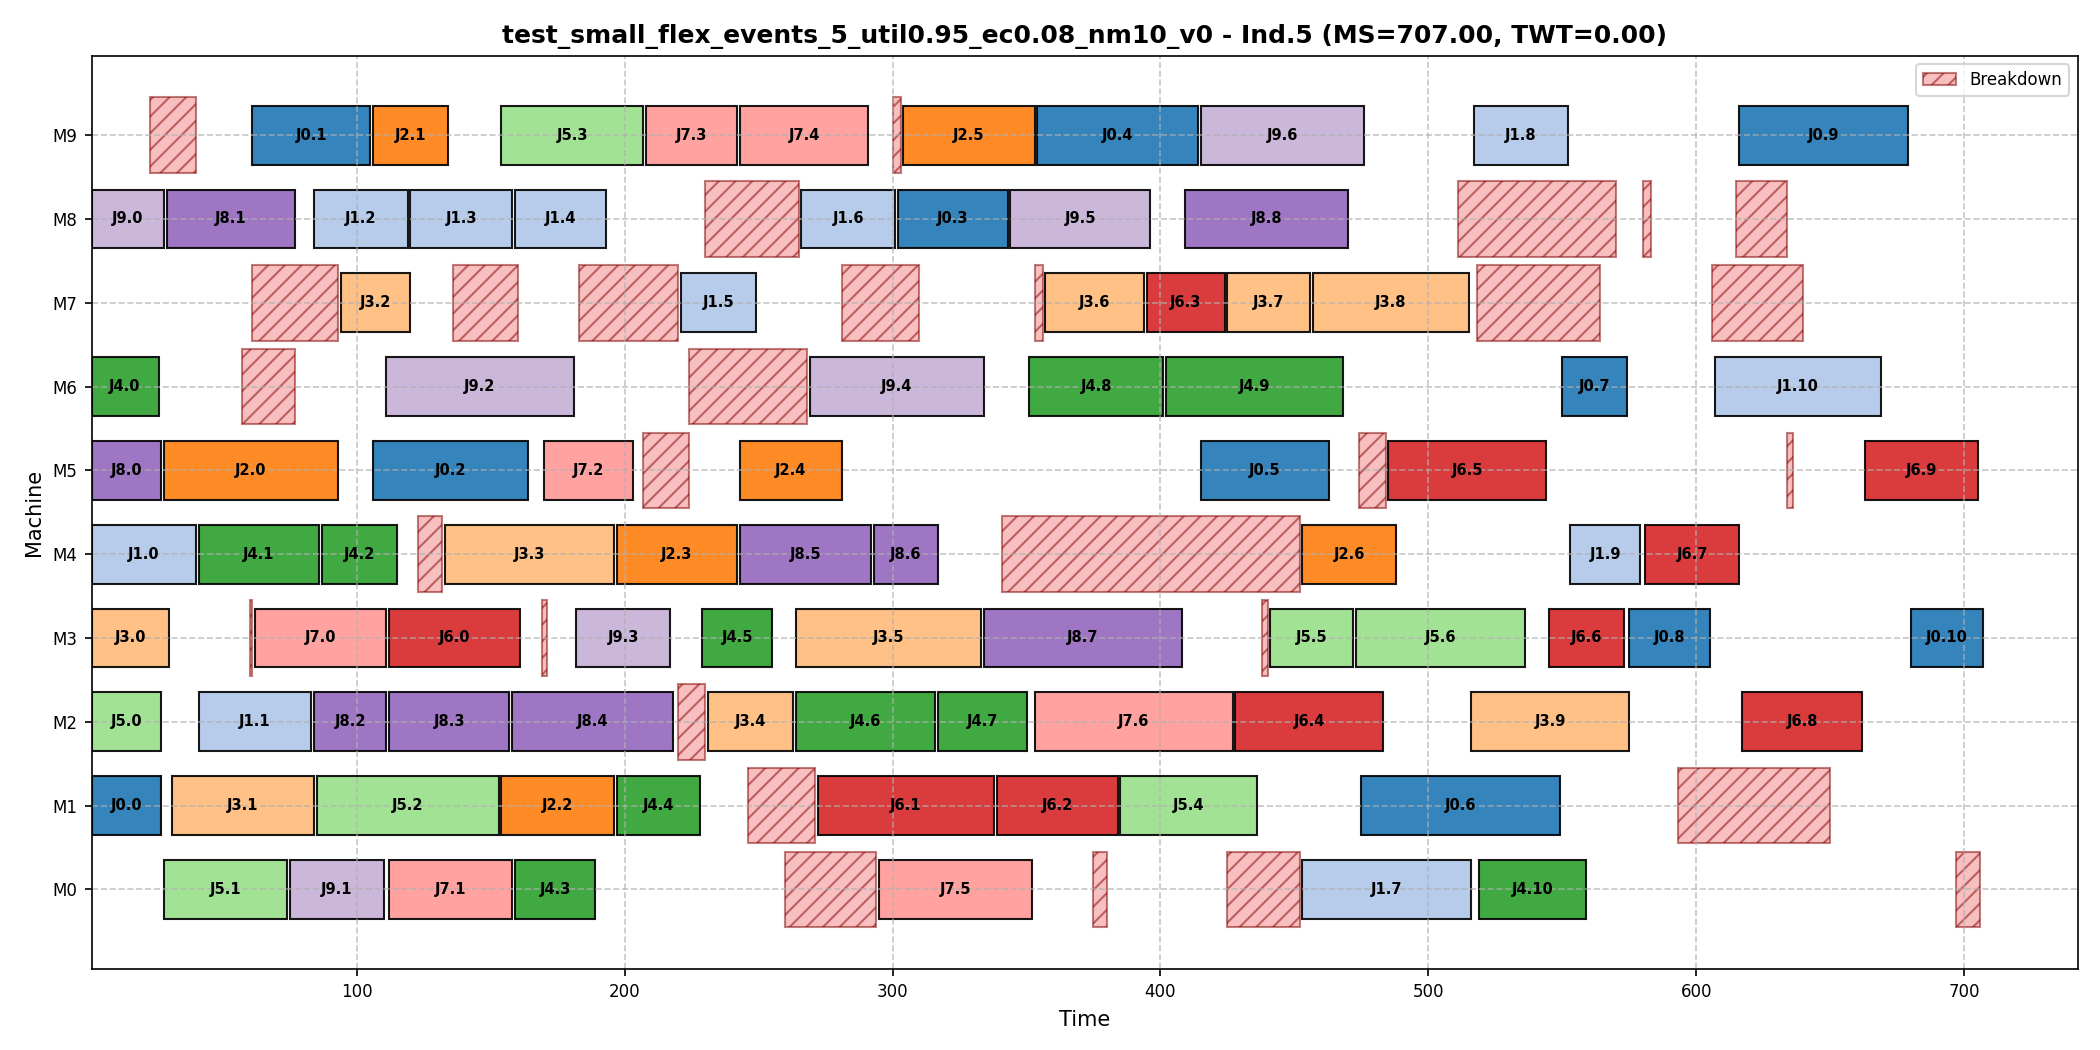 test_small_flex_events_5_util0.95_ec0.08_nm10_v0 - Ind.5 (MS=707.00, TWT=0.00)
Breakdown
M9 J0.1 J2.1 J5.3 J7.3 J7.4 J2.5 J0.4 J9.6 J1.8 J0.9
M8 J9.0 J8.1 J1.2 J1.3 J1.4 J1.6 J0.3 J9.5 J8.8
M7 J3.2 J1.5 J3.6 J6.3 J3.7 J3.8
M6 J4.0 J9.2 J9.4 J4.8 J4.9 J0.7 J1.10
M5 J8.0 J2.0 J0.2 J7.2 J2.4 J0.5 J6.5 J6.9
M4 J1.0 J4.1 J4.2 J3.3 J2.3 J8.5 J8.6 J2.6 J1.9 J6.7
M3 J3.0 J7.0 J6.0 J9.3 J4.5 J3.5 J8.7 J5.5 J5.6 J6.6 J0.8 J0.10
M2 J5.0 J1.1 J8.2 J8.3 J8.4 J3.4 J4.6 J4.7 J7.6 J6.4 J3.9 J6.8
M1 J0.0 J3.1 J5.2 J2.2 J4.4 J6.1 J6.2 J5.4 J0.6
M0 J5.1 J9.1 J7.1 J4.3 J7.5 J1.7 J4.10
100 200 300 400 500 600 700
Time
Machine